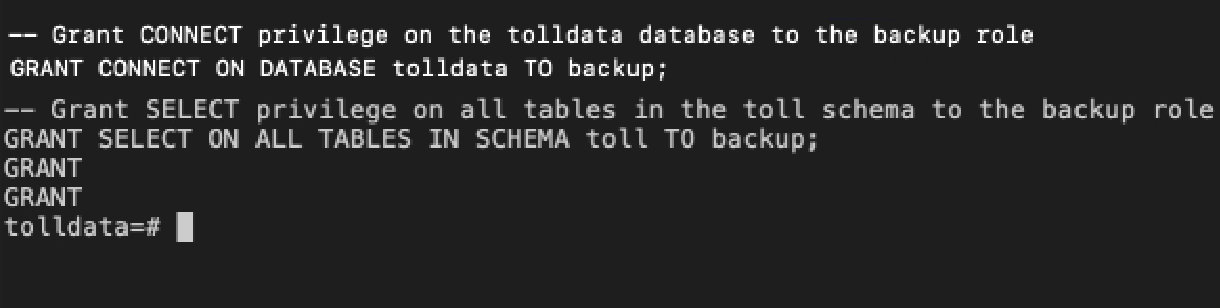 -- Grant CONNECT privilege on the tolldata database to the backup role
GRANT CONNECT ON DATABASE tolldata TO backup;
-- Grant SELECT privilege on all tables in the toll schema to the backup role
GRANT SELECT ON ALL TABLES IN SCHEMA toll TO backup;
GRANT
GRANT
tolldata=#